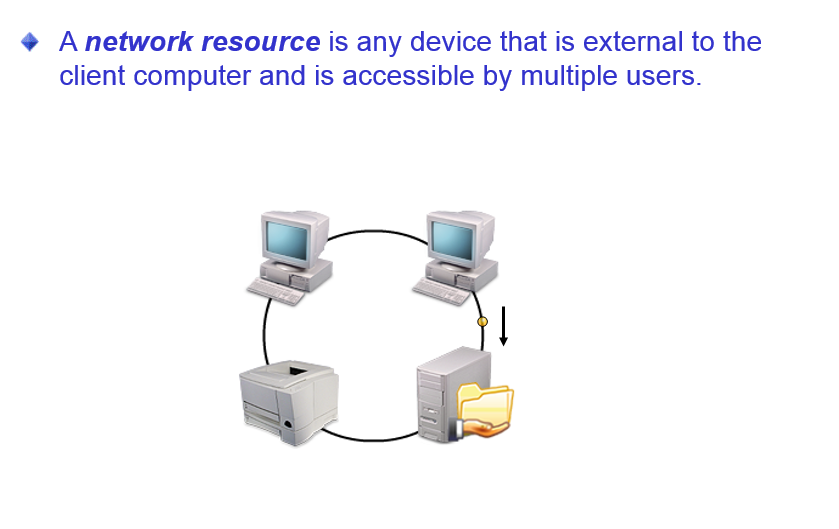 A network resource is any device that is external to the
client computer and is accessible by multiple users.